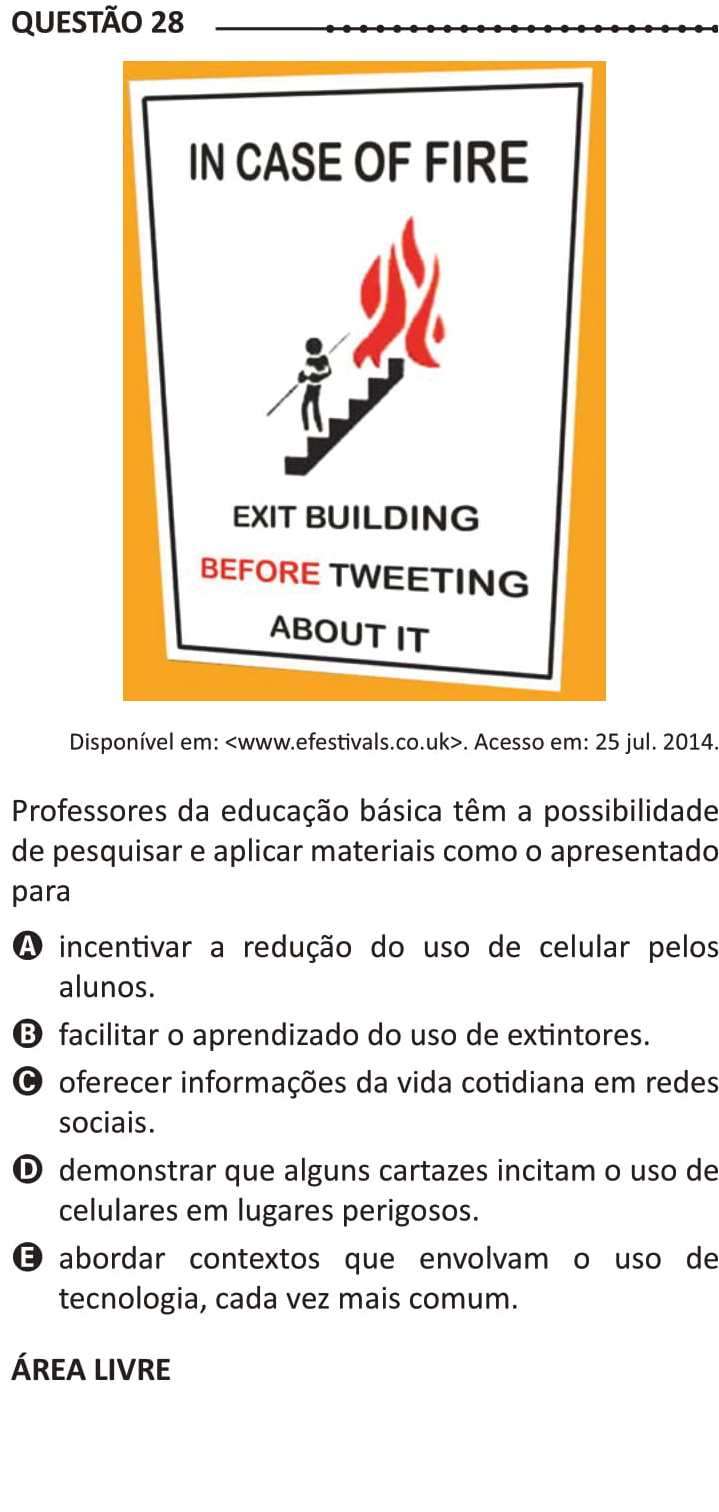 QUESTÃO 28
IN CASE OF FIRE
EXIT BUILDING
BEFORE TWEETING
ABOUT IT
Disponível em: <www.efestivals.co.uk>. Acesso em: 25 jul. 2014.
Professores da educação básica têm a possibilidade
de pesquisar e aplicar materiais como o apresentado
para
A incentivar a redução do uso de celular pelos
alunos.
B facilitar o aprendizado do uso de extintores.
C oferecer informações da vida cotidiana em redes
sociais.
D demonstrar que alguns cartazes incitam o uso de
celulares em lugares perigosos.
E abordar contextos que envolvam o uso de
tecnologia, cada vez mais comum.
ÁREA LIVRE